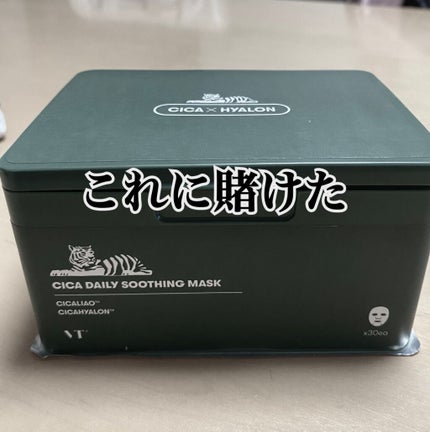 CICA×HYALON
これに賭けた
CICA DAILY SOOTHING MASK
CICALIAO™
CICAHYALON™
VT®
x30ea